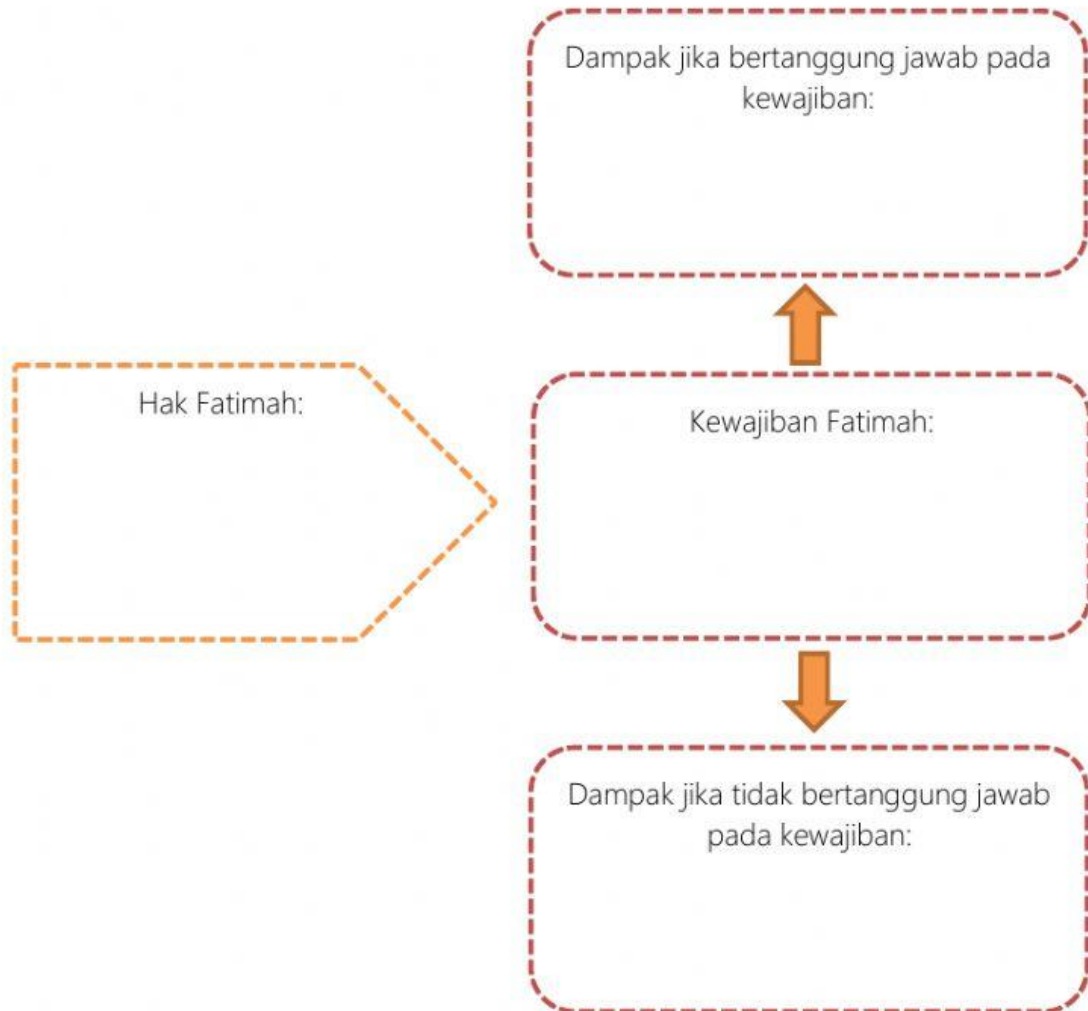 Dampak jika bertanggung jawab pada
kewajiban:
Hak Fatimah:
Kewajiban Fatimah:
Dampak jika tidak bertanggung jawab
pada kewajiban: